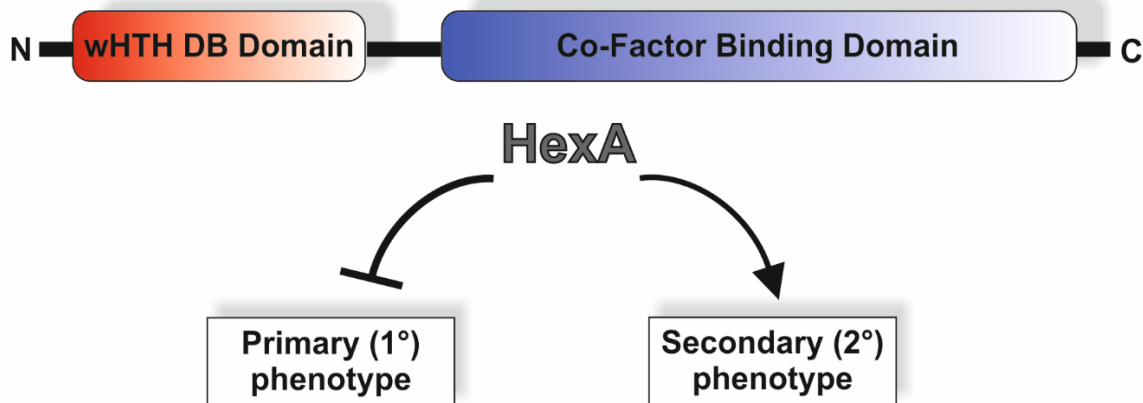 N wHTH DB Domain Co-Factor Binding Domain C
HexA
Primary (1°)
phenotype
Secondary (2°)
phenotype